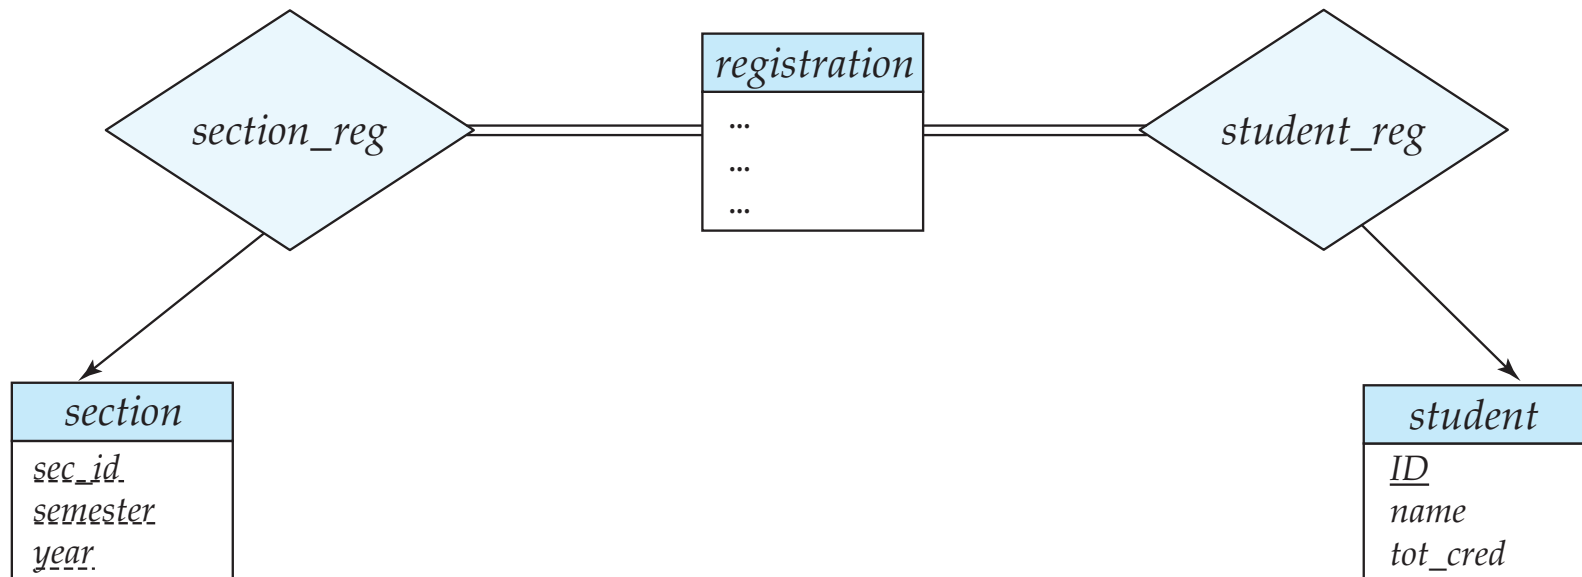 section_reg
registration
...
...
...
student_reg
section
sec_id
semester
year
student
ID
name
tot_cred